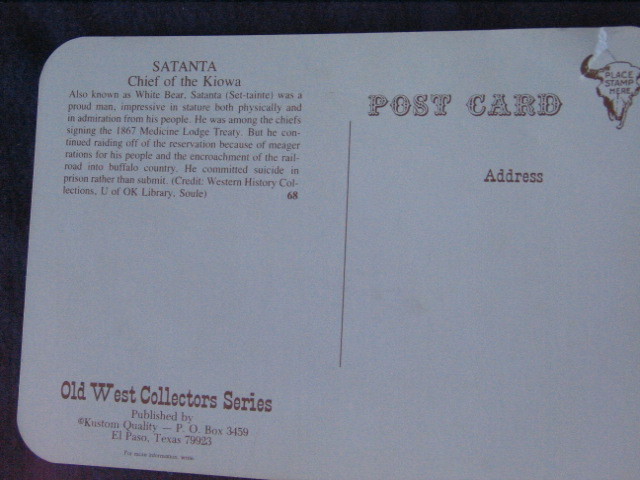 SATANTA
Chief of the Kiowa
Also known as White Bear, Satanta (Set-tainte) was a
proud man, impressive in stature both physically and
in admiration from his people. He was among the chiefs
signing the 1867 Medicine Lodge Treaty. But he con-
tinued raiding off of the reservation because of meager
rations for his people and the encroachment of the rail-
road into buffalo country. He committed suicide in
prison rather than submit. (Credit: Western History Col-
lections, U of OK Library, Soule)
68
POST CARD
PLACE
STAMP
HERE
Address
Old West Collectors Series
Published by
©Kustom Quality — P. O. Box 3459
El Paso, Texas 79923
For more information, write